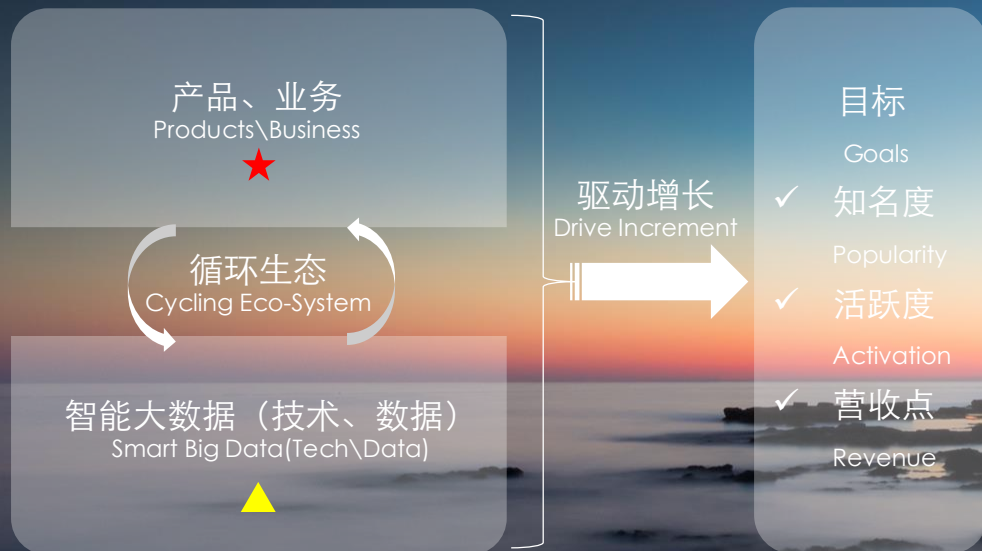 产品、业务
Products\Business
循环生态
Cycling Eco-System
智能大数据（技术、数据）
Smart Big Data(Tech\Data)
驱动增长
Drive Increment
目标
Goals
知名度
Popularity
活跃度
Activation
营收点
Revenue